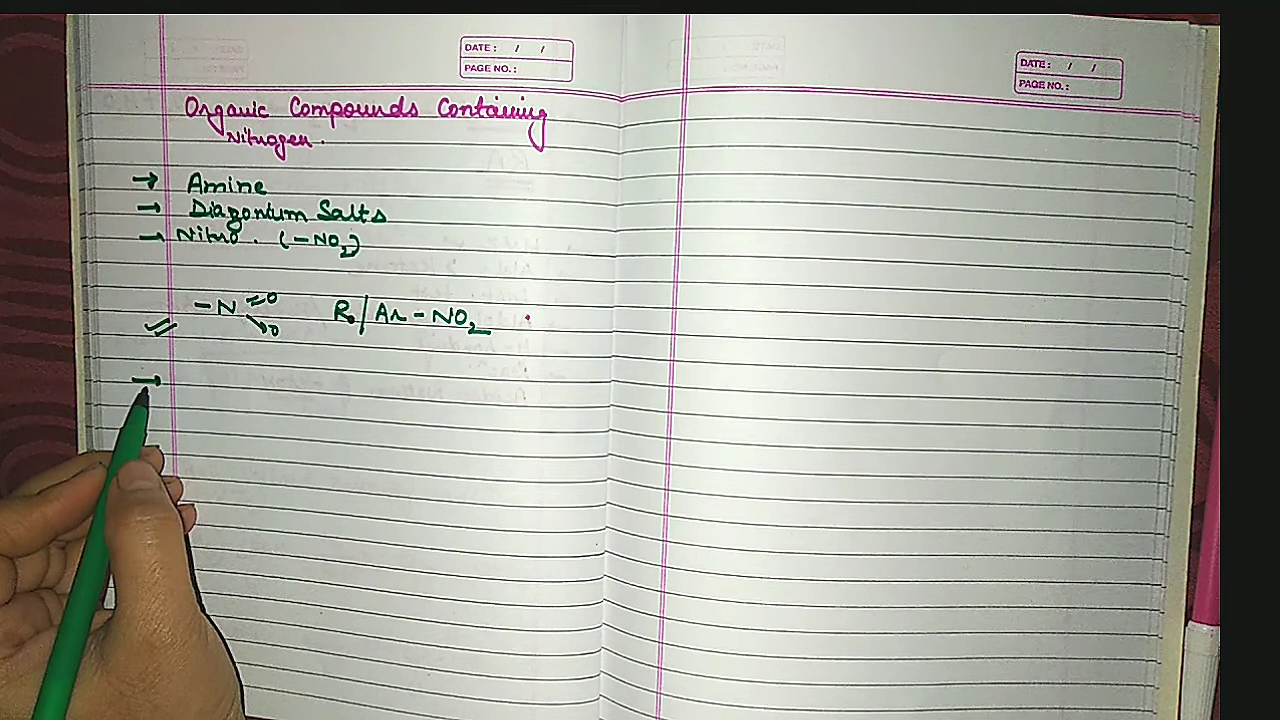 DATE: / /
PAGE NO.:
DATE: / /
PAGE NO.:
Organic Compounds Containing
Nitrogen.
→ Amine
→ Diazonium Salts
→ Nitro. (-NO2)
-N =O R/Ar-NO2
→O
→